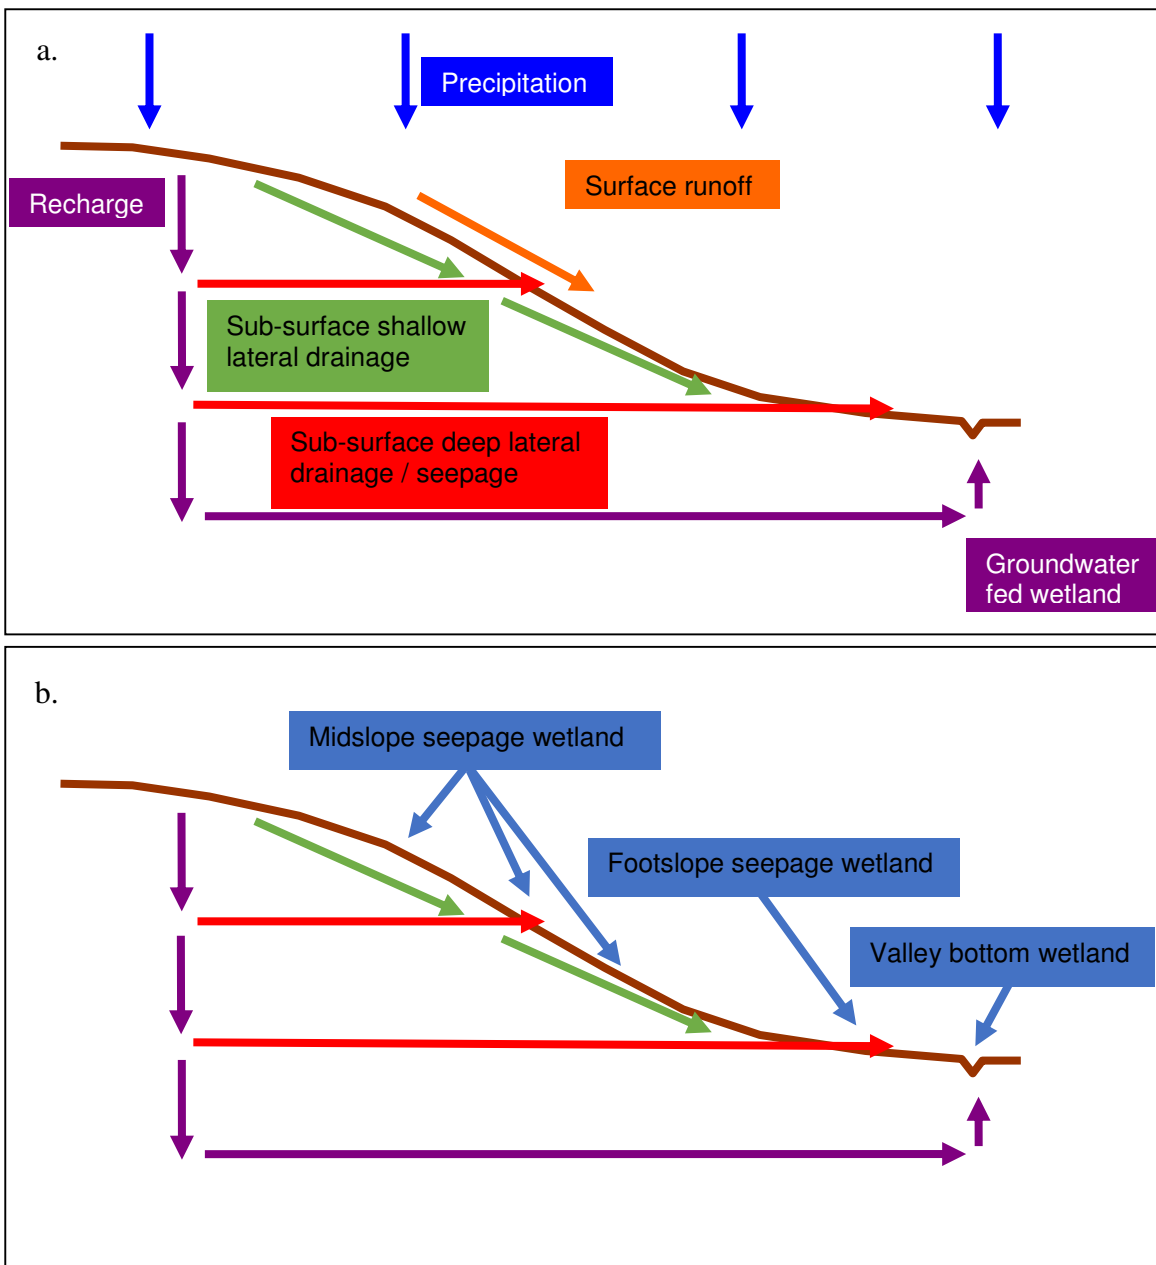 a.
Precipitation
Surface runoff
Recharge
Sub-surface shallow
lateral drainage
Sub-surface deep lateral
drainage / seepage
Groundwater
fed wetland
b.
Midslope seepage wetland
Footslope seepage wetland
Valley bottom wetland